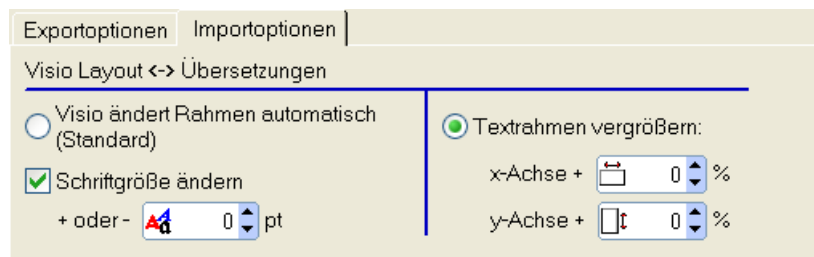 Exportoptionen Importoptionen
Visio Layout <-> Übersetzungen
Visio ändert Rahmen automatisch
(Standard)
Schriftgröße ändern
+ oder - 0 pt
Textrahmen vergrößern:
x-Achse + 0 %
y-Achse + 0 %